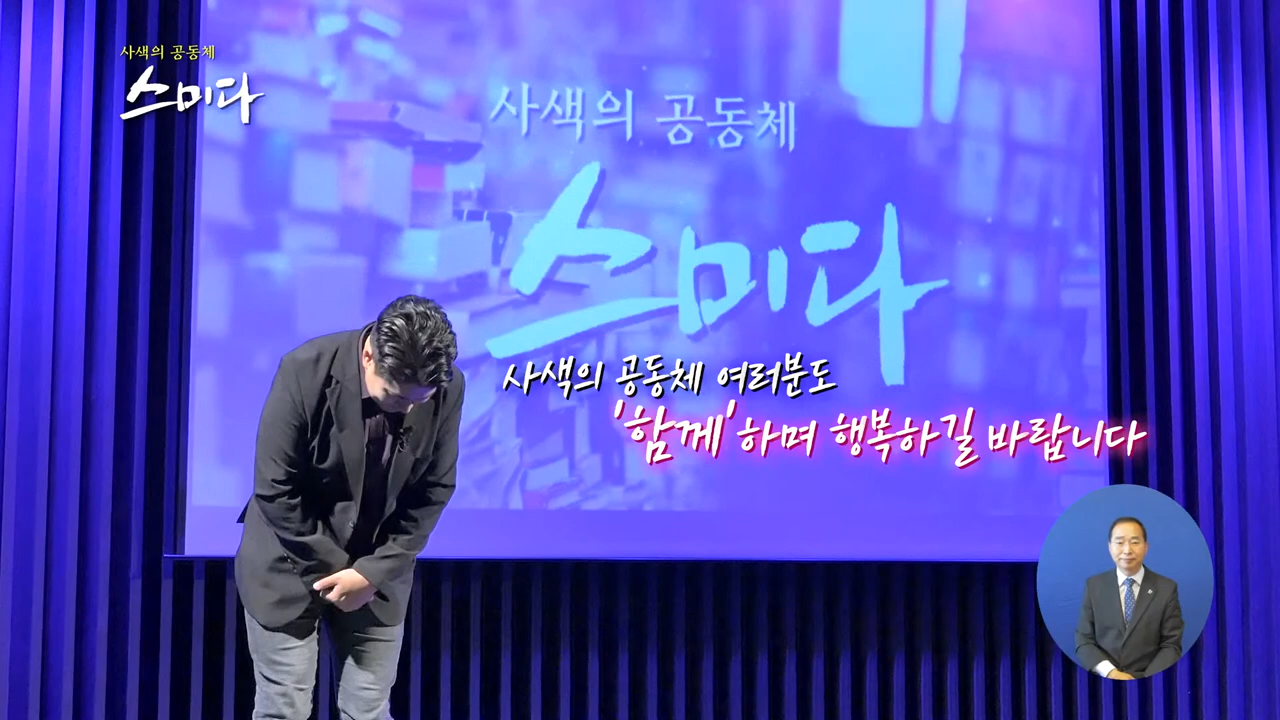 사색의 공동체
스미다
사색의 공동체
스미다
사색의 공동체 여러분도
'함께'하며 행복하길 바랍니다